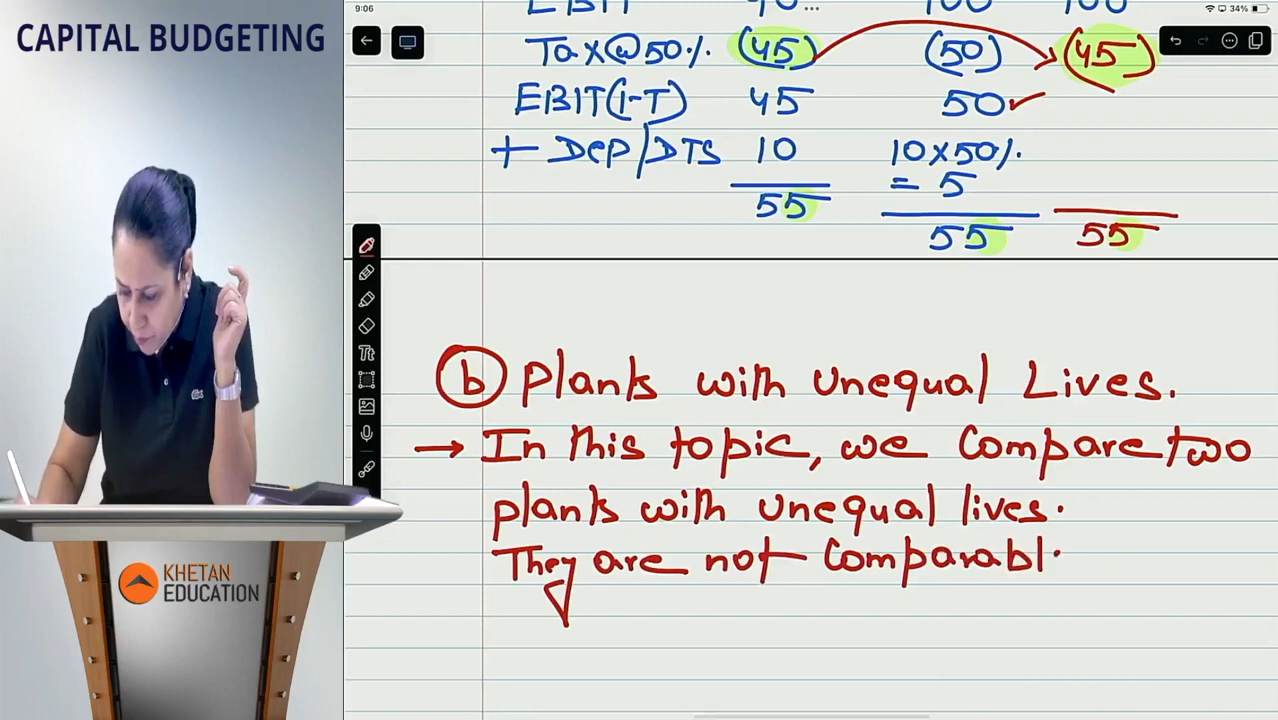 9:06
34%
CAPITAL BUDGETING
Tax@50%. (45) (50) (45)
EBIT(1-T) 45 50
+ Dep/DTS 10 10x50%.
= 5
55 55 55
(b) Plants with Unequal Lives.
→ In this topic, we Compare two
plants with unequal lives.
They are not Comparabl.
Tt
KHETAN
EDUCATION